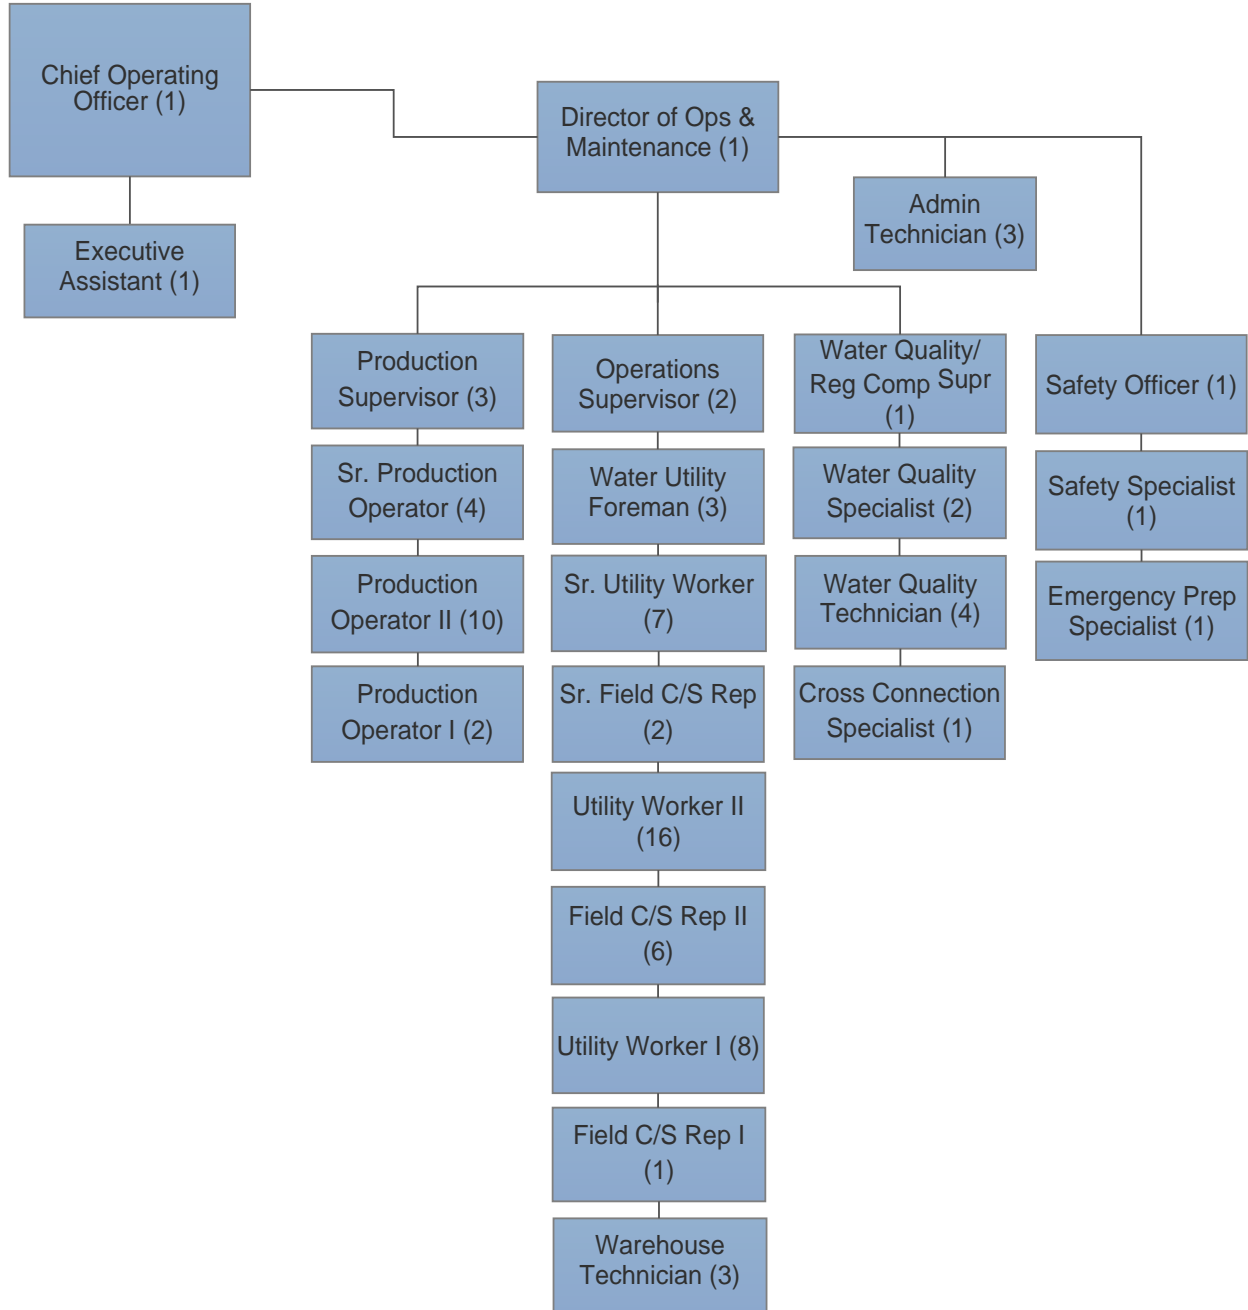 Chief Operating
Officer (1)
Director of Ops &
Maintenance (1)
Admin
Technician (3)
Executive
Assistant (1)
Production
Supervisor (3)
Operations
Supervisor (2)
Water Quality/
Reg Comp Supr
(1)
Safety Officer (1)
Sr. Production
Operator (4)
Water Utility
Foreman (3)
Water Quality
Specialist (2)
Safety Specialist
(1)
Production
Operator II (10)
Sr. Utility Worker
(7)
Water Quality
Technician (4)
Emergency Prep
Specialist (1)
Production
Operator I (2)
Sr. Field C/S Rep
(2)
Cross Connection
Specialist (1)
Utility Worker II
(16)
Field C/S Rep II
(6)
Utility Worker I (8)
Field C/S Rep I
(1)
Warehouse
Technician (3)